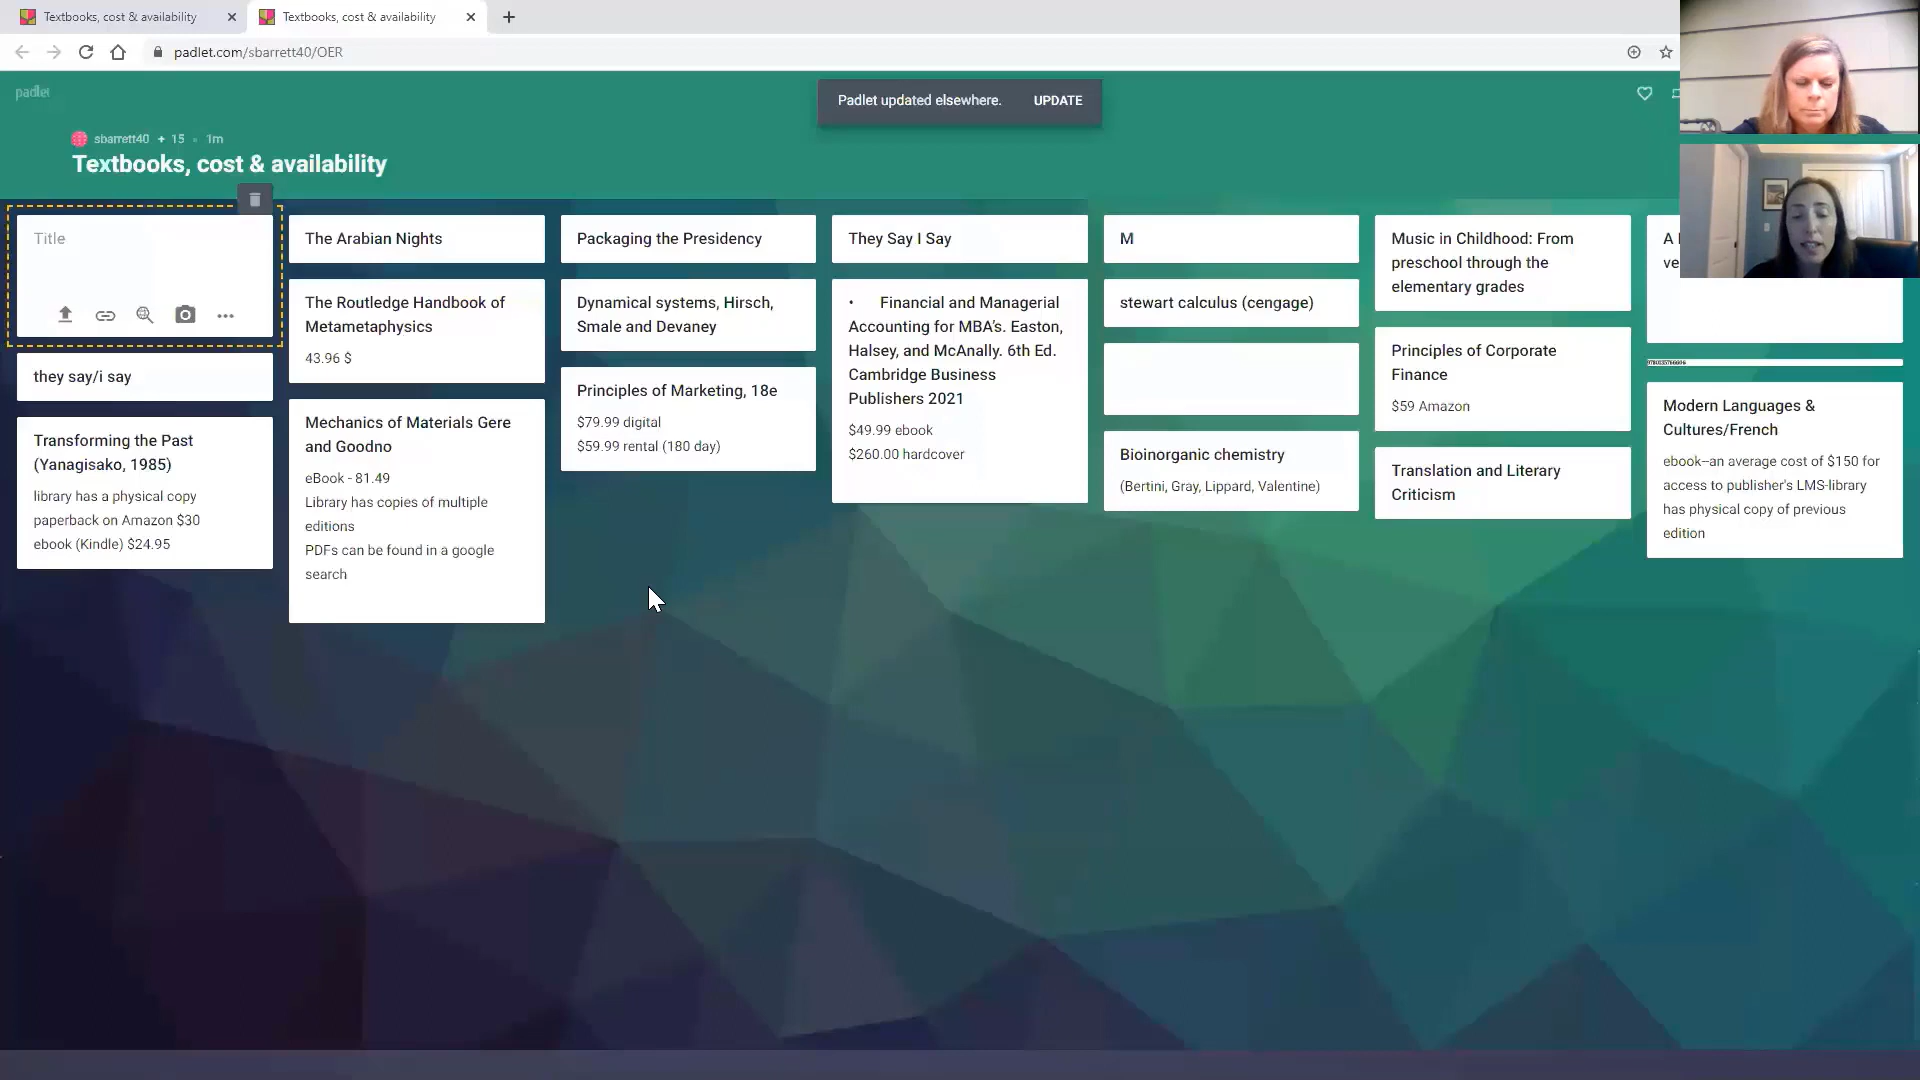 Textbooks, cost & availability
Textbooks, cost & availability
padlet.com/sbarrett40/OER
padlet
Padlet updated elsewhere. UPDATE
sbarrett40 + 15 • 1m
Textbooks, cost & availability
Title
they say/i say
Transforming the Past
(Yanagisako, 1985)
library has a physical copy
paperback on Amazon $30
ebook (Kindle) $24.95
The Arabian Nights
The Routledge Handbook of
Metametaphysics
43.96 $
Mechanics of Materials Gere
and Goodno
eBook - 81.49
Library has copies of multiple
editions
PDFs can be found in a google
search
Packaging the Presidency
Dynamical systems, Hirsch,
Smale and Devaney
Principles of Marketing, 18e
$79.99 digital
$59.99 rental (180 day)
They Say I Say
• Financial and Managerial
Accounting for MBA's. Easton,
Halsey, and McAnally. 6th Ed.
Cambridge Business
Publishers 2021
$49.99 ebook
$260.00 hardcover
M
stewart calculus (cengage)
Bioinorganic chemistry
(Bertini, Gray, Lippard, Valentine)
Music in Childhood: From
preschool through the
elementary grades
Principles of Corporate
Finance
$59 Amazon
Translation and Literary
Criticism
A
ve
Modern Languages &
Cultures/French
ebook--an average cost of $150 for
access to publisher's LMS-library
has physical copy of previous
edition